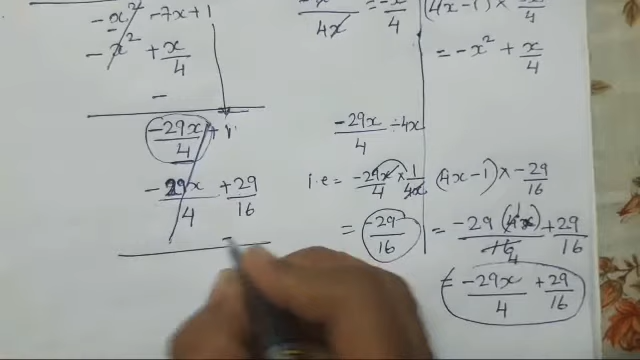 -x² -7x+1
-x² + x/4
-
-29x/4 + 1
-29x/4 + 29/16
-
-x/4x = -x/4
-29x/4 ÷ 4x
i.e = -29x/4 × 1/4x
= -29/16
(4x-1) × -x/4
= -x² + x/4
(4x-1) × -29/16
= -29(4x)/16 + 29/16
4
= -29x/4 + 29/16